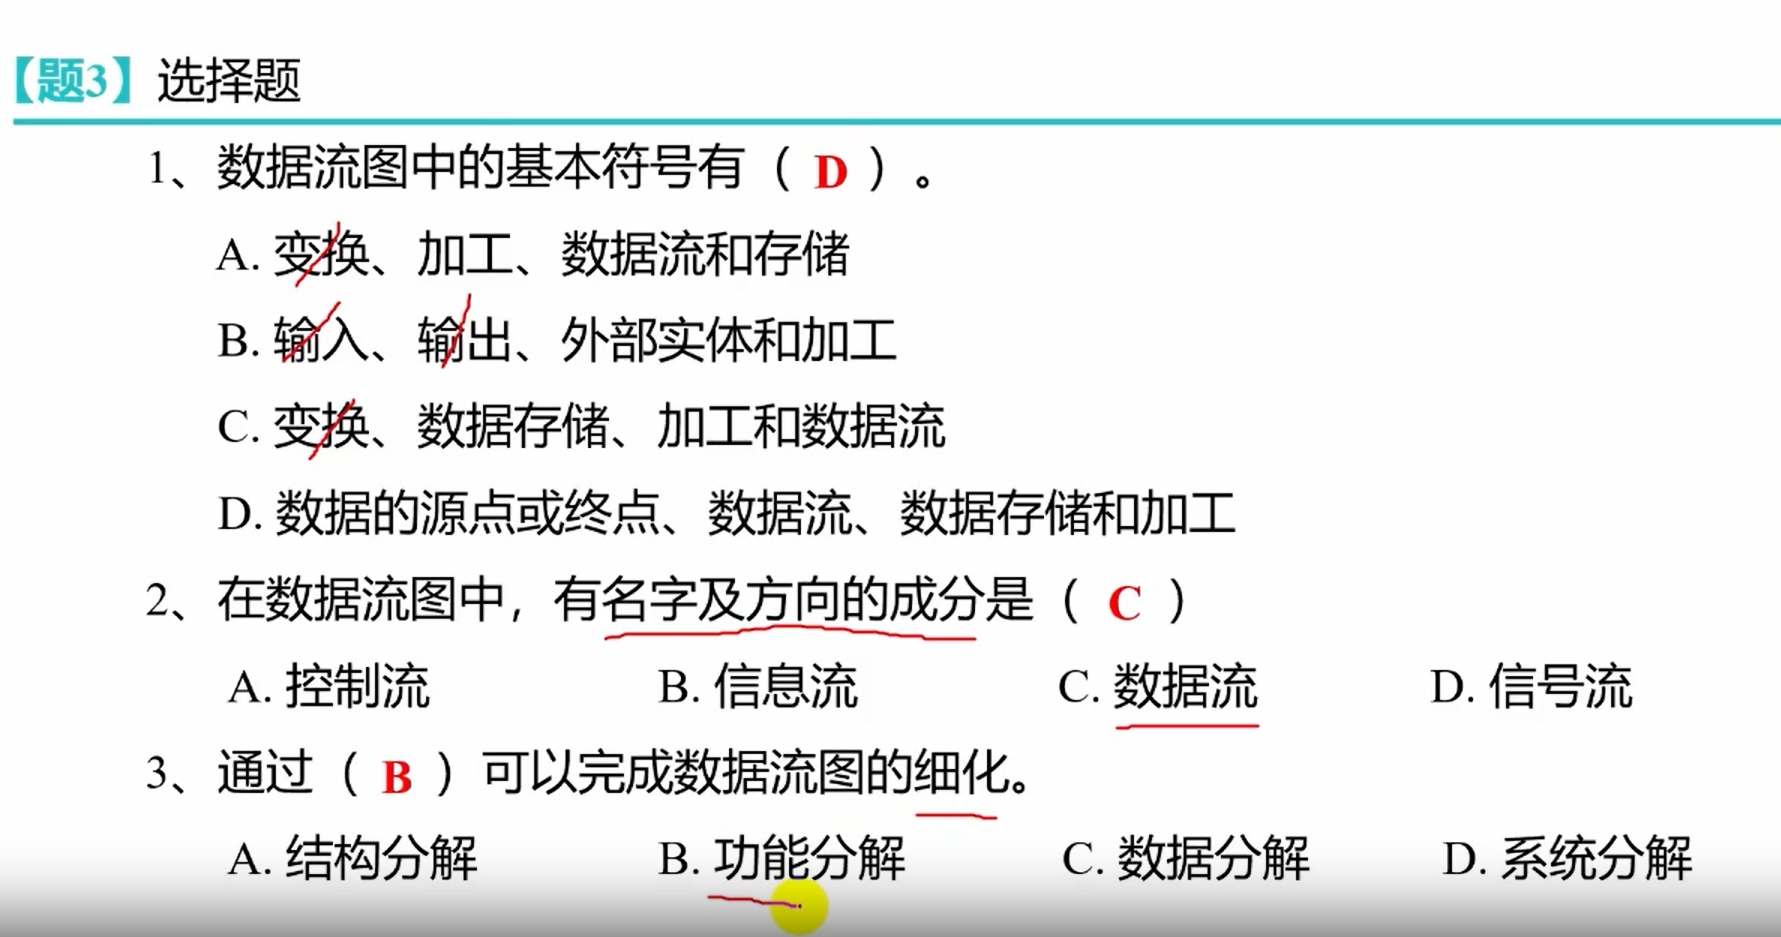 【题3】选择题
1、数据流图中的基本符号有（ D ）。
A. 变换、加工、数据流和存储
B. 输入、输出、外部实体和加工
C. 变换、数据存储、加工和数据流
D. 数据的源点或终点、数据流、数据存储和加工
2、在数据流图中，有名字及方向的成分是（ C ）
A. 控制流 B. 信息流 C. 数据流 D. 信号流
3、通过（ B ）可以完成数据流图的细化。
A. 结构分解 B. 功能分解 C. 数据分解 D. 系统分解